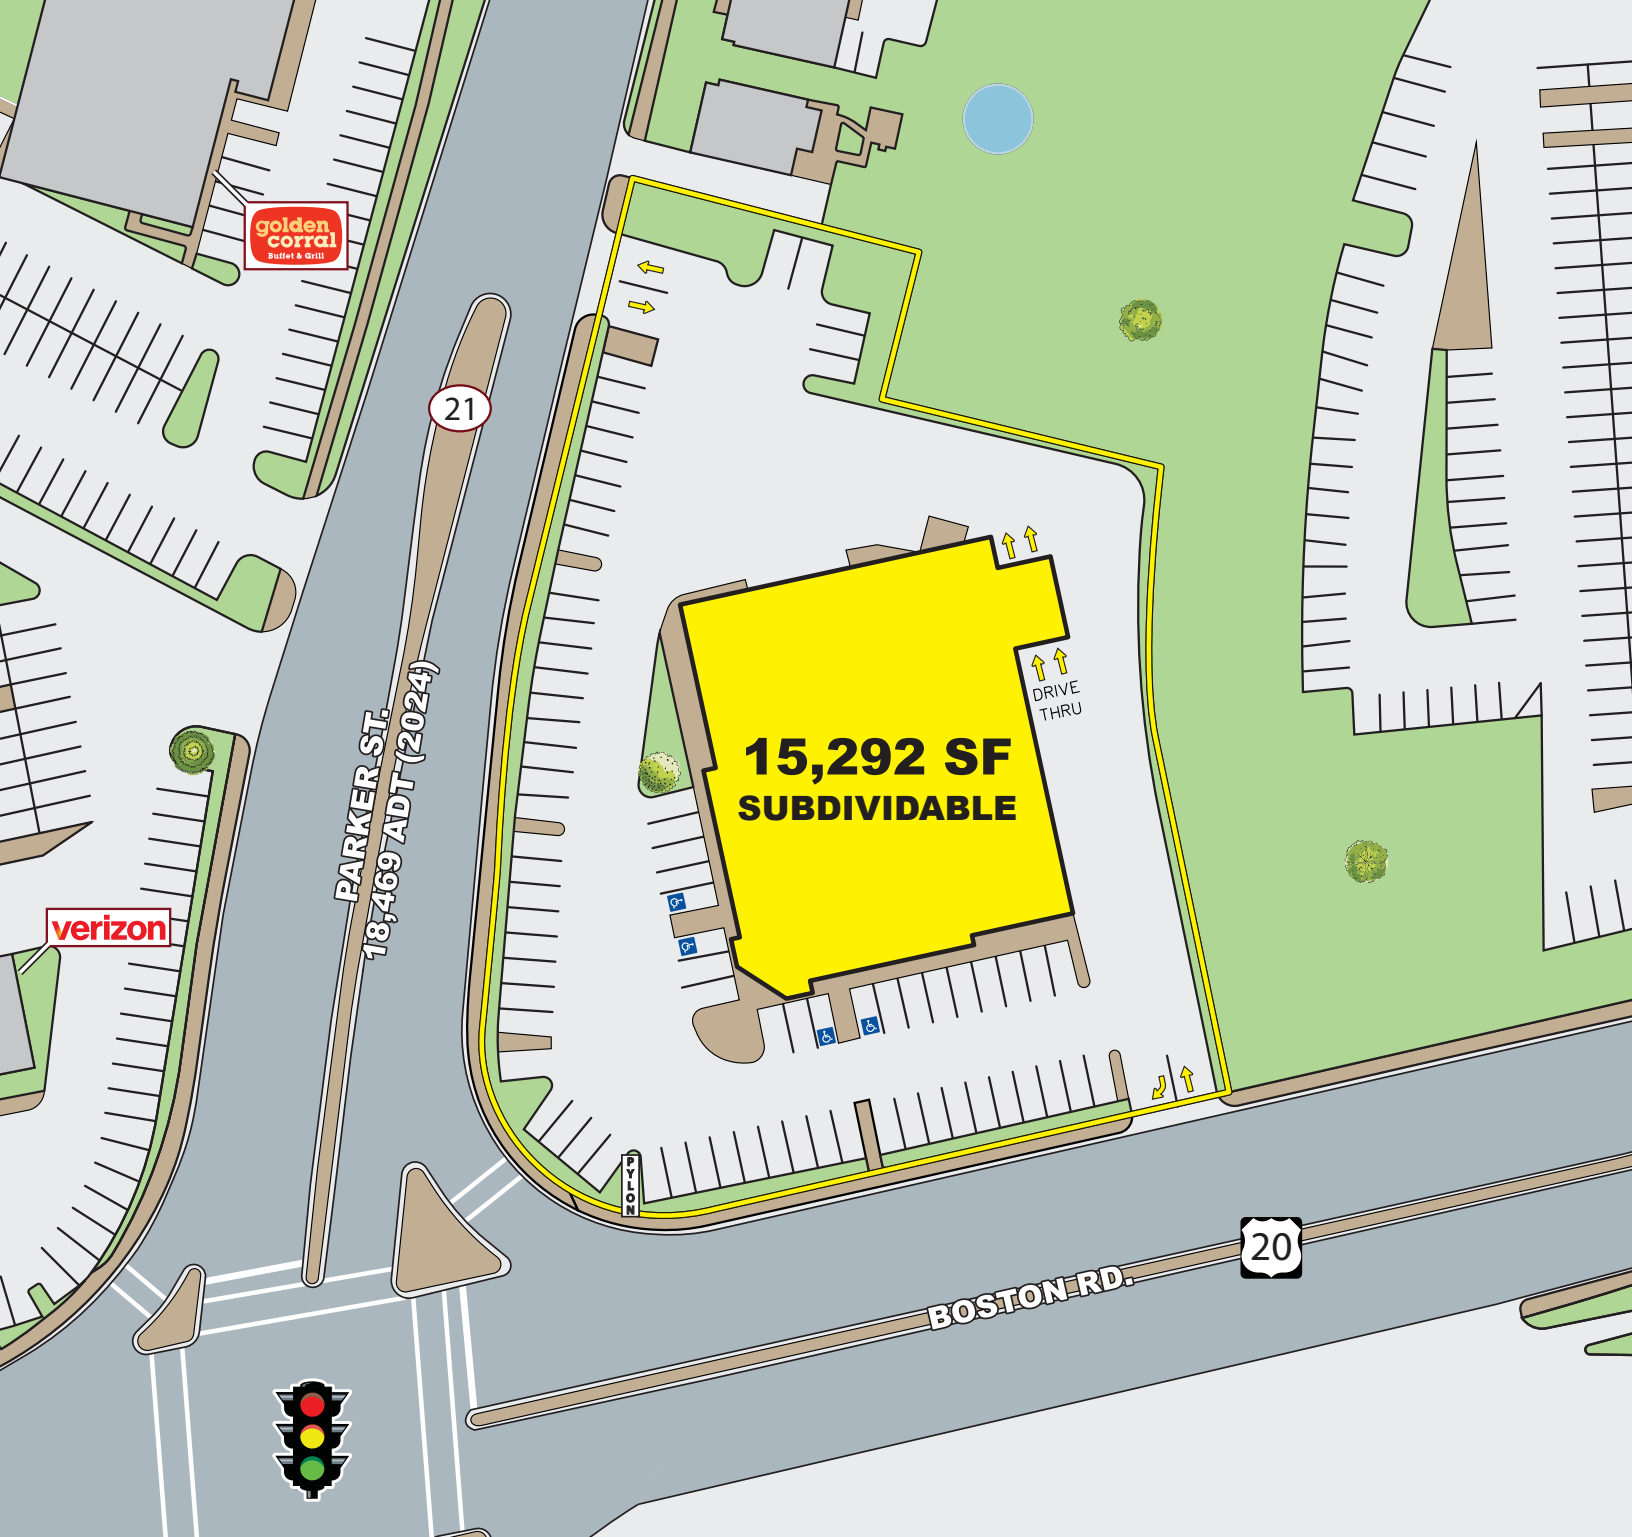 golden
corral
Buffet & Grill
21
DRIVE
THRU
15,292 SF
SUBDIVIDABLE
PARKER ST.
18,469 ADT (2024)
verizon
PYLON
20
BOSTON RD.